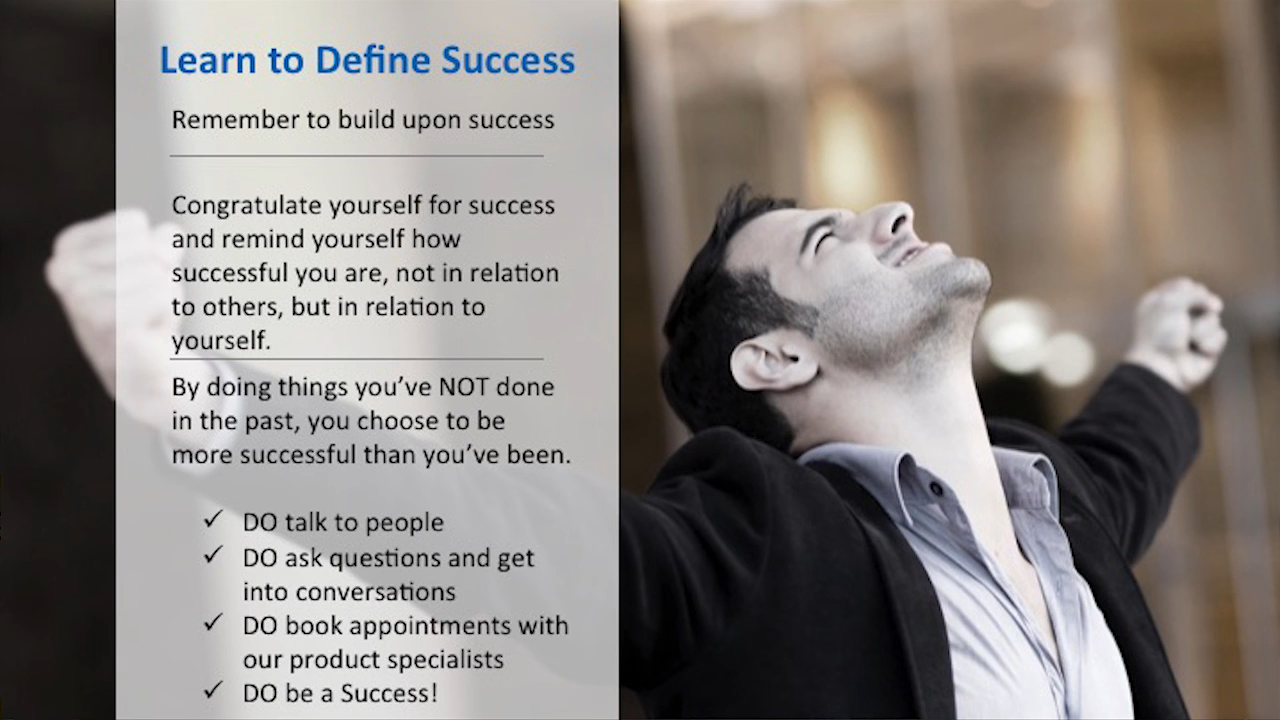 Learn to Define Success
Remember to build upon success
Congratulate yourself for success
and remind yourself how
successful you are, not in relation
to others, but in relation to
yourself.
By doing things you’ve NOT done
in the past, you choose to be
more successful than you’ve been.
✓ DO talk to people
✓ DO ask questions and get
into conversations
✓ DO book appointments with
our product specialists
✓ DO be a Success!